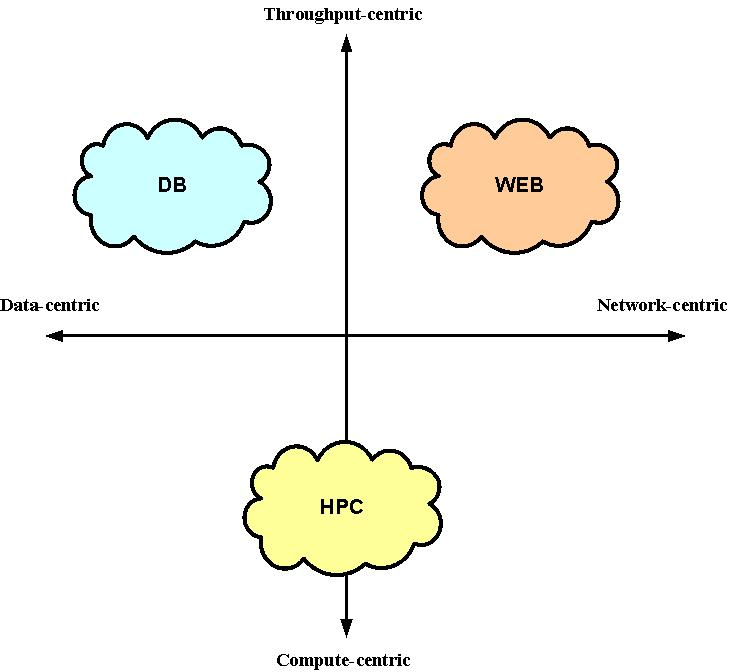 Throughput-centric
DB
WEB
Data-centric
Network-centric
HPC
Compute-centric